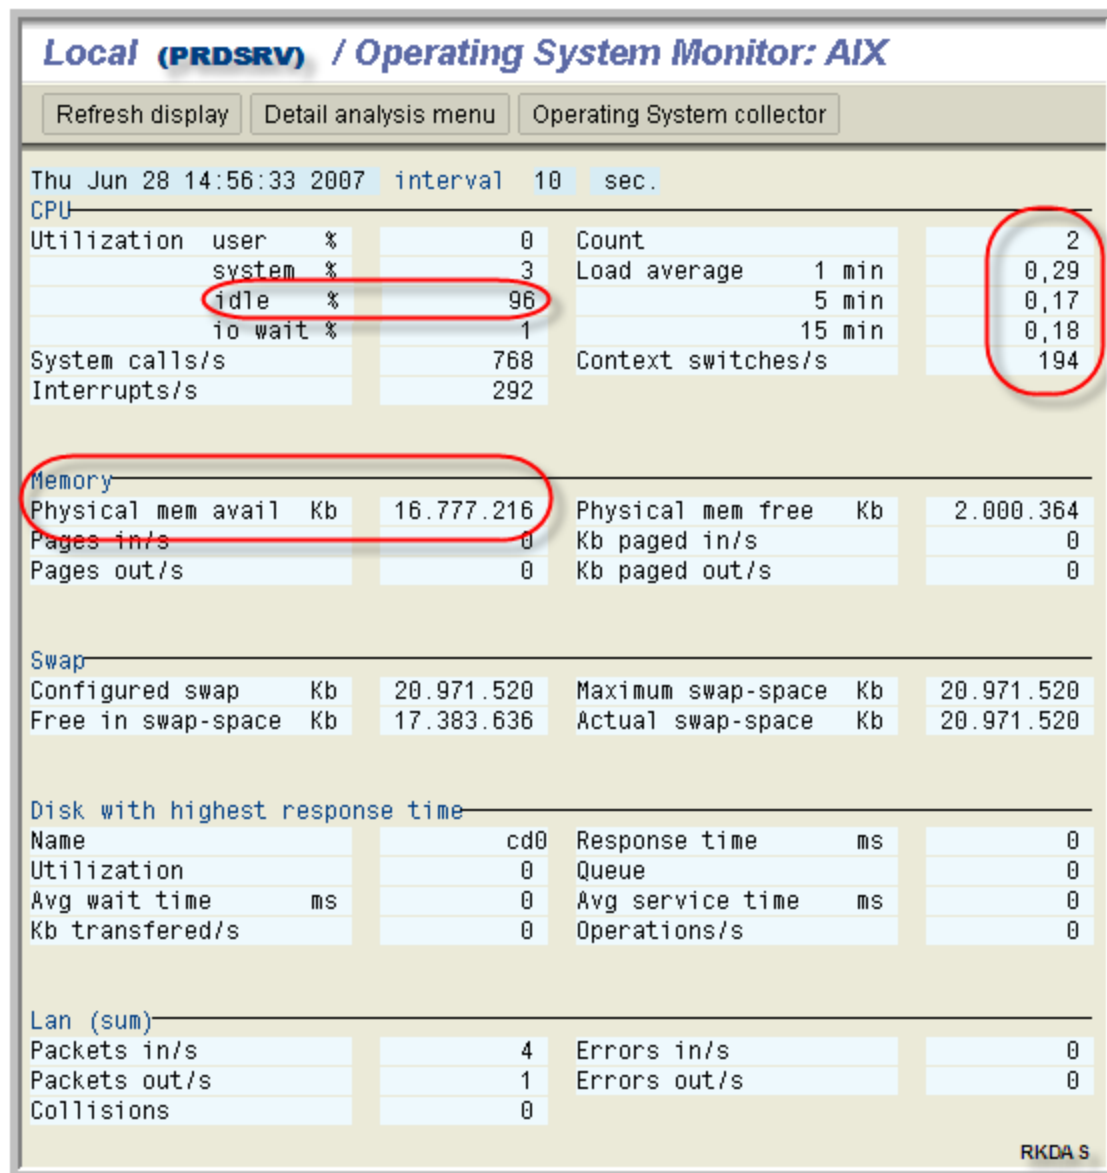 Local (PRDSRV) / Operating System Monitor: AIX
Refresh display Detail analysis menu Operating System collector
Thu Jun 28 14:56:33 2007 interval 10 sec.
CPU
Utilization user % 0 Count 2
system % 3 Load average 1 min 0,29
idle % 96 5 min 0,17
io wait % 1 15 min 0,18
System calls/s 768 Context switches/s 194
Interrupts/s 292
Memory
Physical mem avail Kb 16.777.216 Physical mem free Kb 2.000.364
Pages in/s 0 Kb paged in/s 0
Pages out/s 0 Kb paged out/s 0
Swap
Configured swap Kb 20.971.520 Maximum swap-space Kb 20.971.520
Free in swap-space Kb 17.383.636 Actual swap-space Kb 20.971.520
Disk with highest response time
Name cd0 Response time ms 0
Utilization 0 Queue 0
Avg wait time ms 0 Avg service time ms 0
Kb transfered/s 0 Operations/s 0
Lan (sum)
Packets in/s 4 Errors in/s 0
Packets out/s 1 Errors out/s 0
Collisions 0
RKDA S